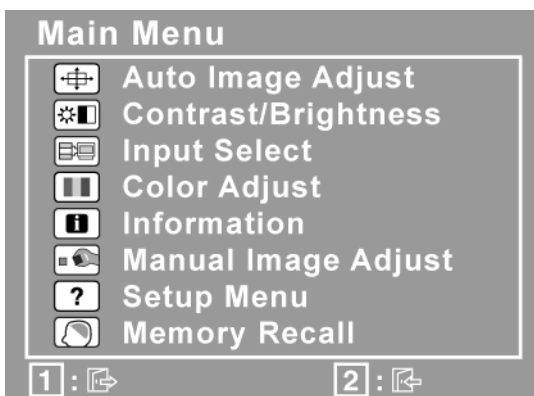 Main Menu
Auto Image Adjust
Contrast/Brightness
Input Select
Color Adjust
Information
Manual Image Adjust
? Setup Menu
Memory Recall
1 : 2 :